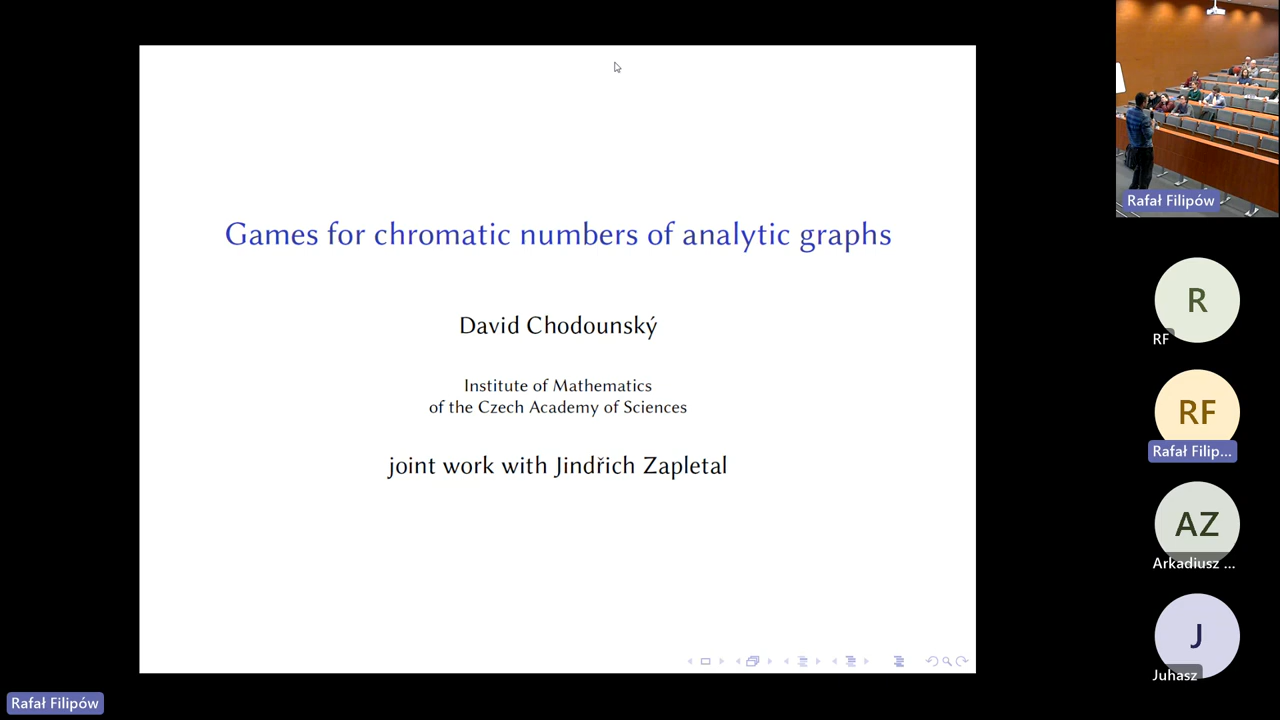 Games for chromatic numbers of analytic graphs
David Chodounský
Institute of Mathematics
of the Czech Academy of Sciences
joint work with Jindřich Zapletal
Rafał Filipów
Rafał Filipów
R
RF
RF
Rafał Filip...
AZ
Arkadiusz ...
J
Juhasz